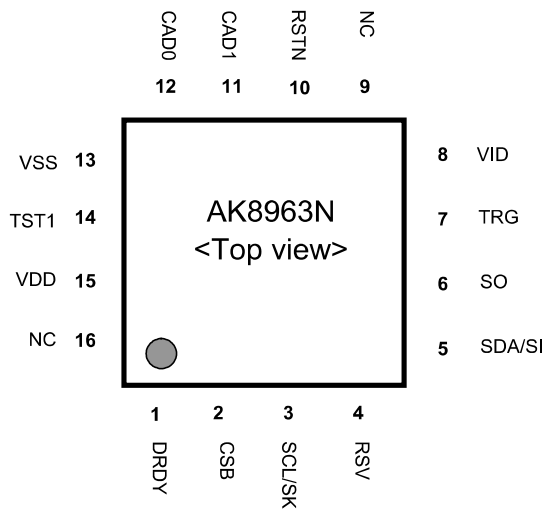 CAD0
CAD1
RSTN
NC
12
11
10
9
VSS 13
TST1 14
VDD 15
NC 16
AK8963N
<Top view>
8 VID
7 TRG
6 SO
5 SDA/SI
1
2
3
4
DRDY
CSB
SCL/SK
RSV